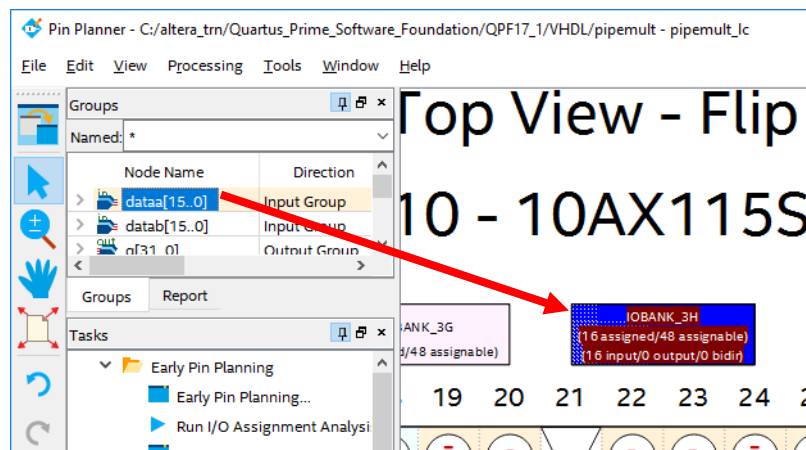 Pin Planner - C:/altera_trn/Quartus_Prime_Software_Foundation/QPF17_1/VHDL/pipemult - pipemult_lc
File Edit View Processing Tools Window Help
Groups
Named: *
Node Name Direction
in dataa[15..0] Input Group
in datab[15..0] Input Group
out q[31..0] Output Group
Groups Report
Tasks
Early Pin Planning
Early Pin Planning...
Run I/O Assignment Analysi
Top View - Flip
10 - 10AX115S
BANK_3G
/48 assignable)
IOBANK_3H
(16 assigned/48 assignable)
(16 input/0 output/0 bidir)
19 20 21 22 23 24